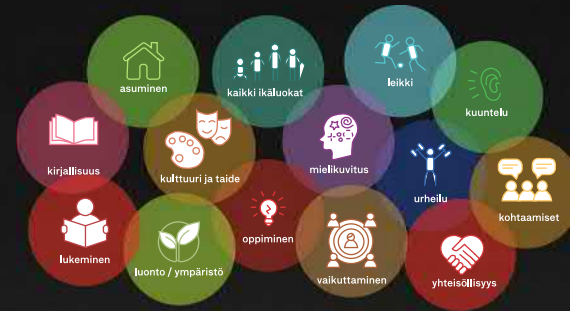 asuminen
kaikki ikäluokat
leikki
kuuntelu
kirjallisuus
kulttuuri ja taide
mielikuvitus
urheilu
kohtaamiset
lukeminen
luonto / ympäristö
oppiminen
vaikuttaminen
yhteisöllisyys